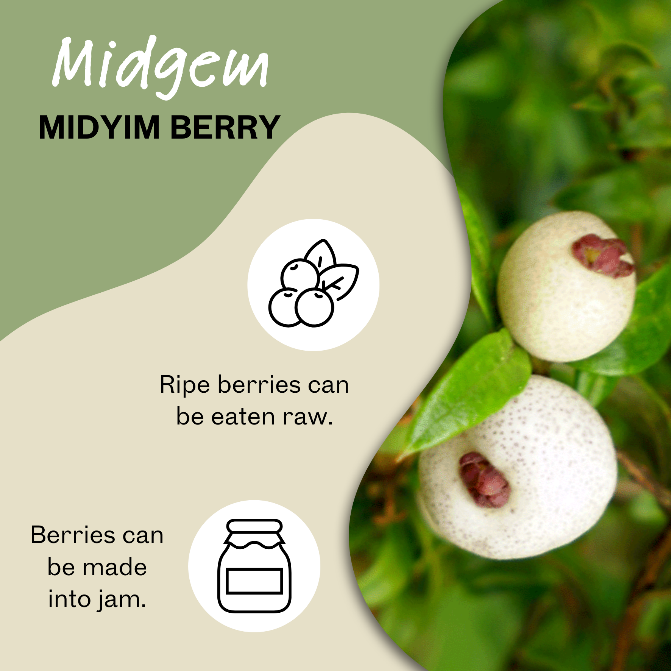 Midgem
MIDYIM BERRY
Ripe berries can
be eaten raw.
Berries can
be made
into jam.